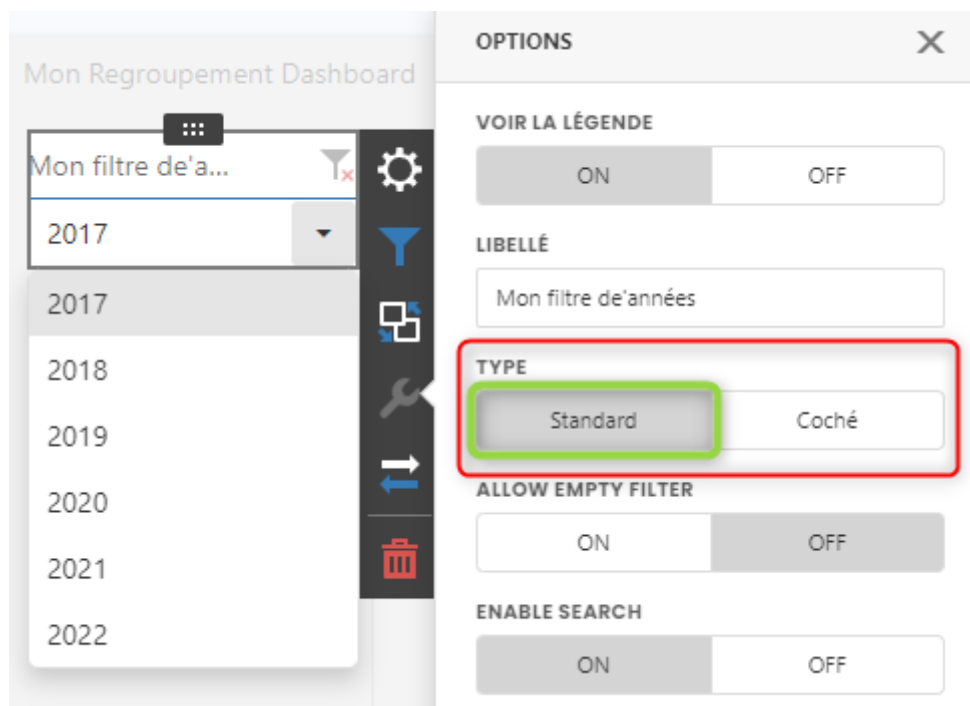 Mon Regroupement Dashboard
Mon filtre de'a...
2017
2017
2018
2019
2020
2021
2022
OPTIONS
VOIR LA LÉGENDE
ON OFF
LIBELLÉ
Mon filtre de'années
TYPE
Standard Coché
ALLOW EMPTY FILTER
ON OFF
ENABLE SEARCH
ON OFF